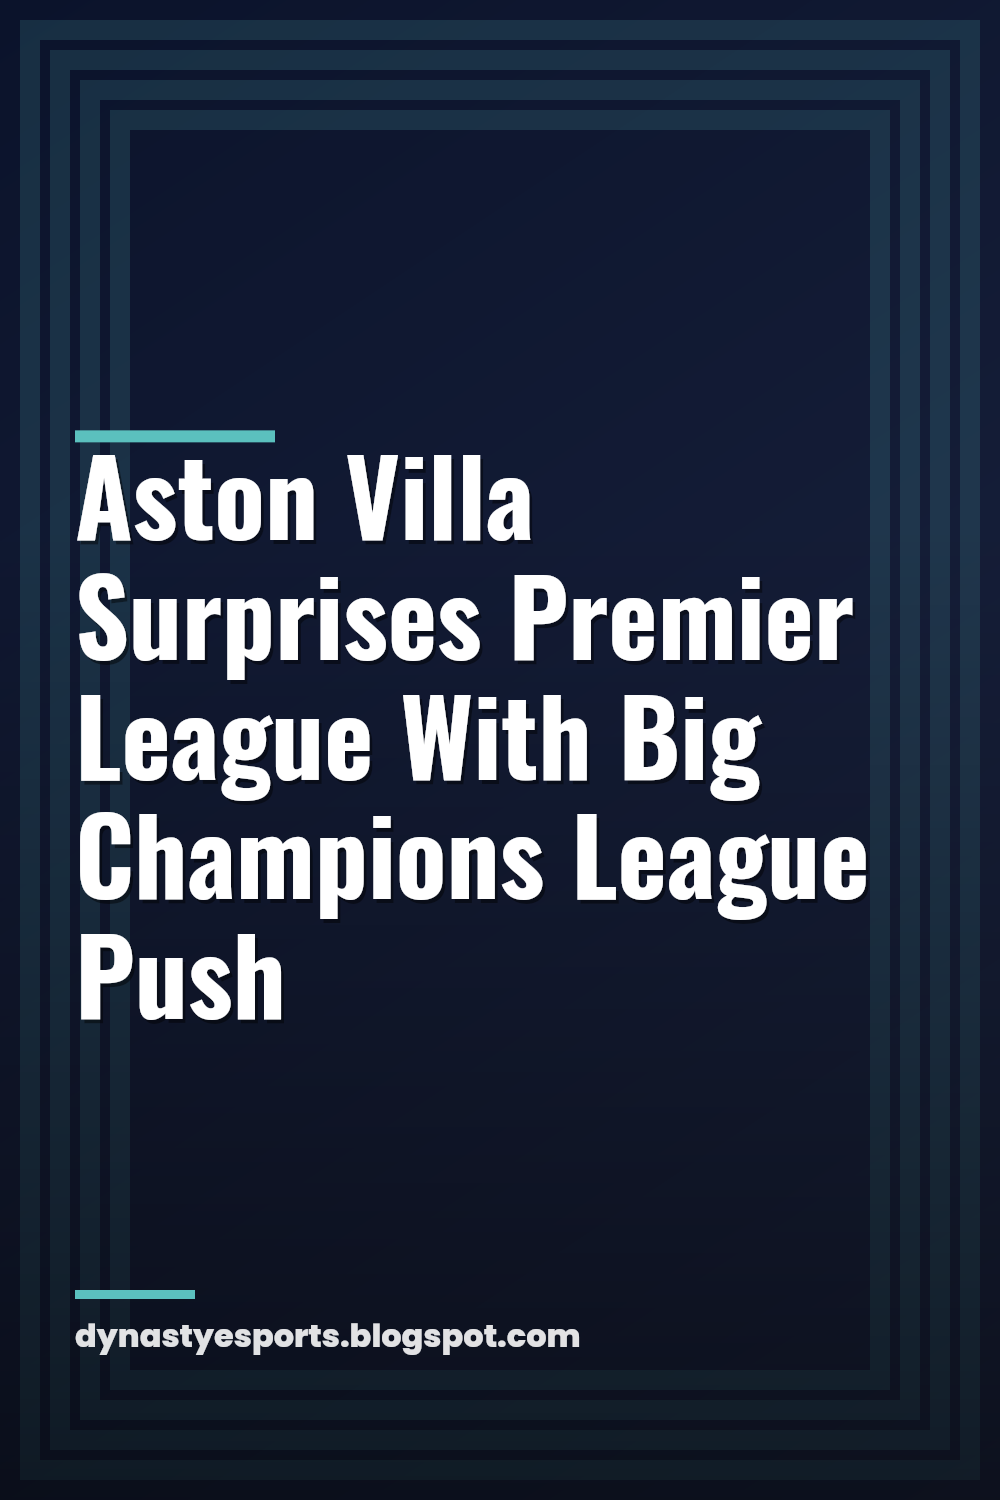 Aston Villa
Surprises Premier
League With Big
Champions League
Push
dynastyesports.blogspot.com